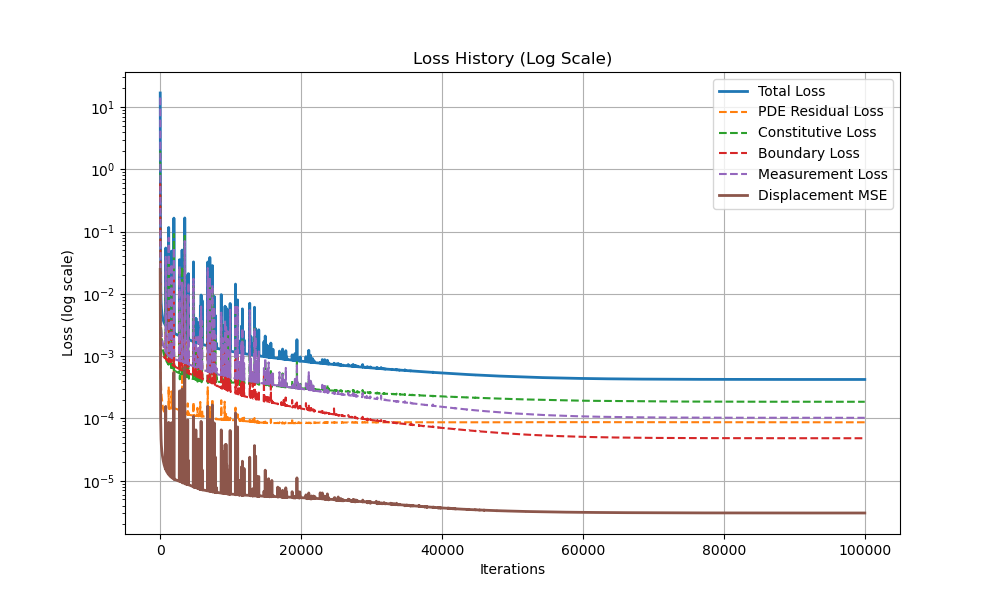 Loss History (Log Scale)
Loss (log scale)
10¹
10⁰
10⁻¹
10⁻²
10⁻³
10⁻⁴
10⁻⁵
Total Loss
PDE Residual Loss
Constitutive Loss
Boundary Loss
Measurement Loss
Displacement MSE
0 20000 40000 60000 80000 100000
Iterations